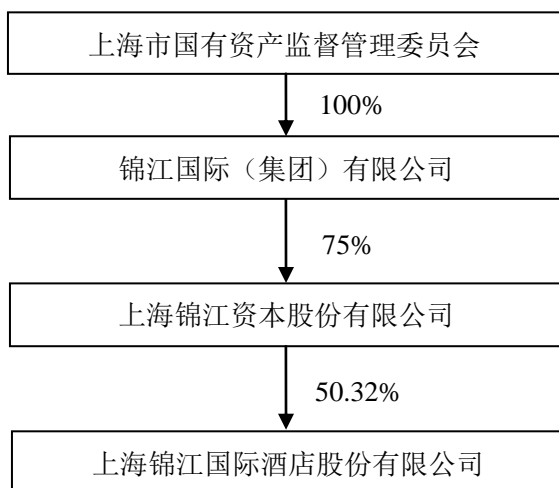 上海市国有资产监督管理委员会
100%
锦江国际（集团）有限公司
75%
上海锦江资本股份有限公司
50.32%
上海锦江国际酒店股份有限公司